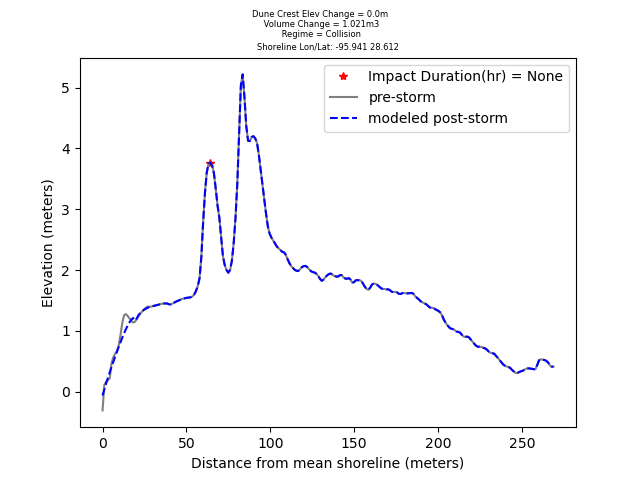 Dune Crest Elev Change = 0.0m
Volume Change = 1.021m3
Regime = Collision
Shoreline Lon/Lat: -95.941 28.612
Impact Duration(hr) = None
pre-storm
modeled post-storm
Elevation (meters)
5
4
3
2
1
0
0 50 100 150 200 250
Distance from mean shoreline (meters)